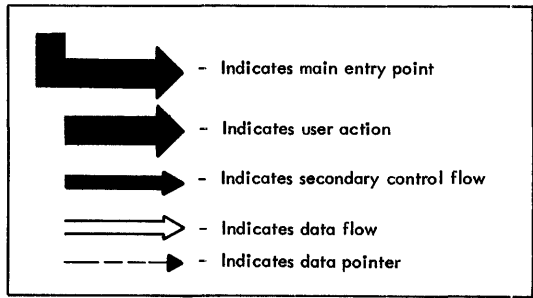 - Indicates main entry point
- Indicates user action
- Indicates secondary control flow
- Indicates data flow
- Indicates data pointer